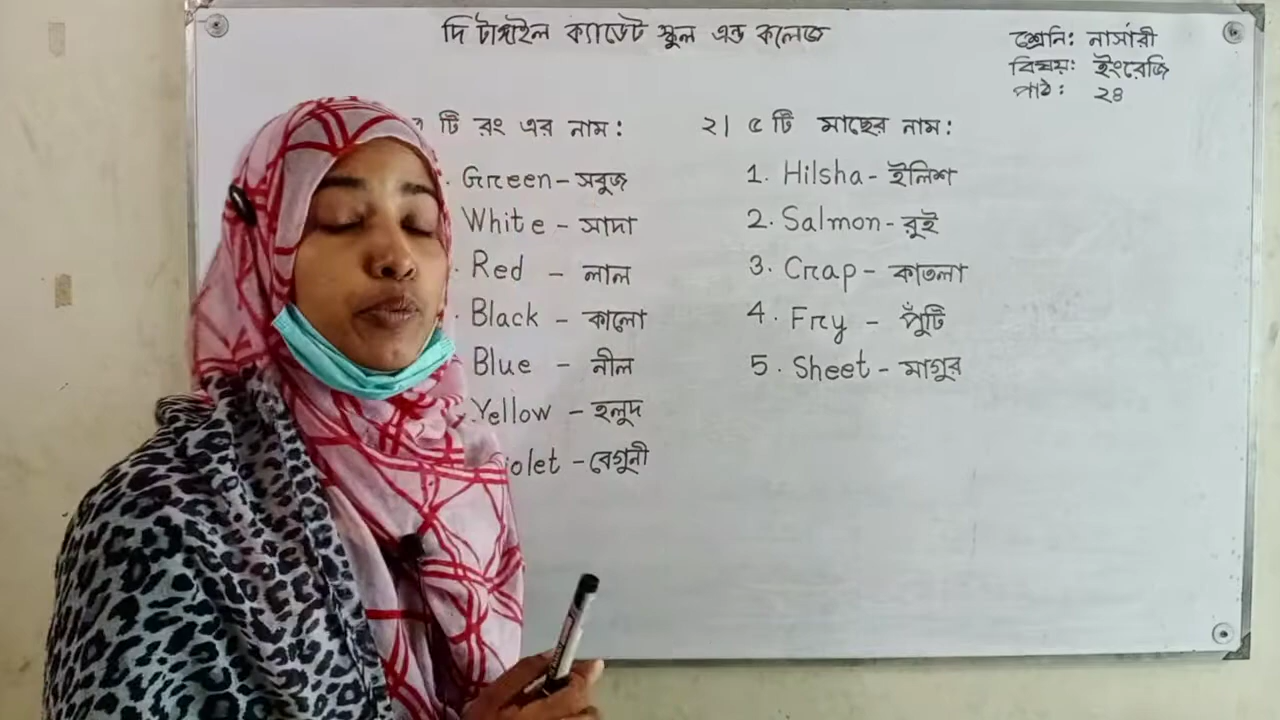 দি টাঙ্গাইল ক্যাডেট স্কুল এন্ড কলেজ
শ্রেনি: নার্সারী
বিষয়: ইংরেজি
পাঠ: ২৪
টি রং এর নাম:
Green - সবুজ
White - সাদা
Red - লাল
Black - কালো
Blue - নীল
Yellow - হলুদ
iolet - বেগুনী
২। ৫ টি মাছের নাম:
1. Hilsha - ইলিশ
2. Salmon - রুই
3. Crap - কাতলা
4. Fry - পুঁটি
5. Sheet - মাগুর